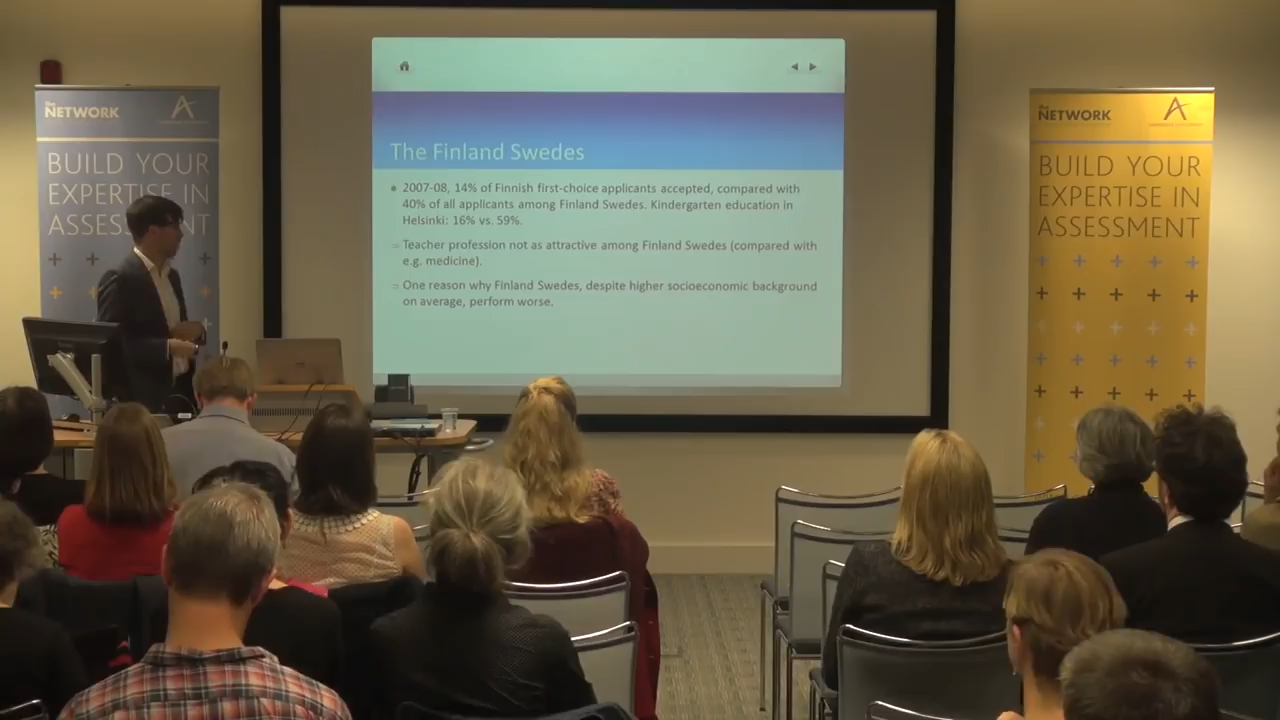 the
NETWORK
BUILD YOUR
EXPERTISE IN
ASSESSMENT
The Finland Swedes
2007-08, 14% of Finnish first-choice applicants accepted, compared with
40% of all applicants among Finland Swedes. Kindergarten education in
Helsinki: 16% vs. 59%.
Teacher profession not as attractive among Finland Swedes (compared with
e.g. medicine).
One reason why Finland Swedes, despite higher socioeconomic background
on average, perform worse.
the
NETWORK
BUILD YOUR
EXPERTISE IN
ASSESSMENT